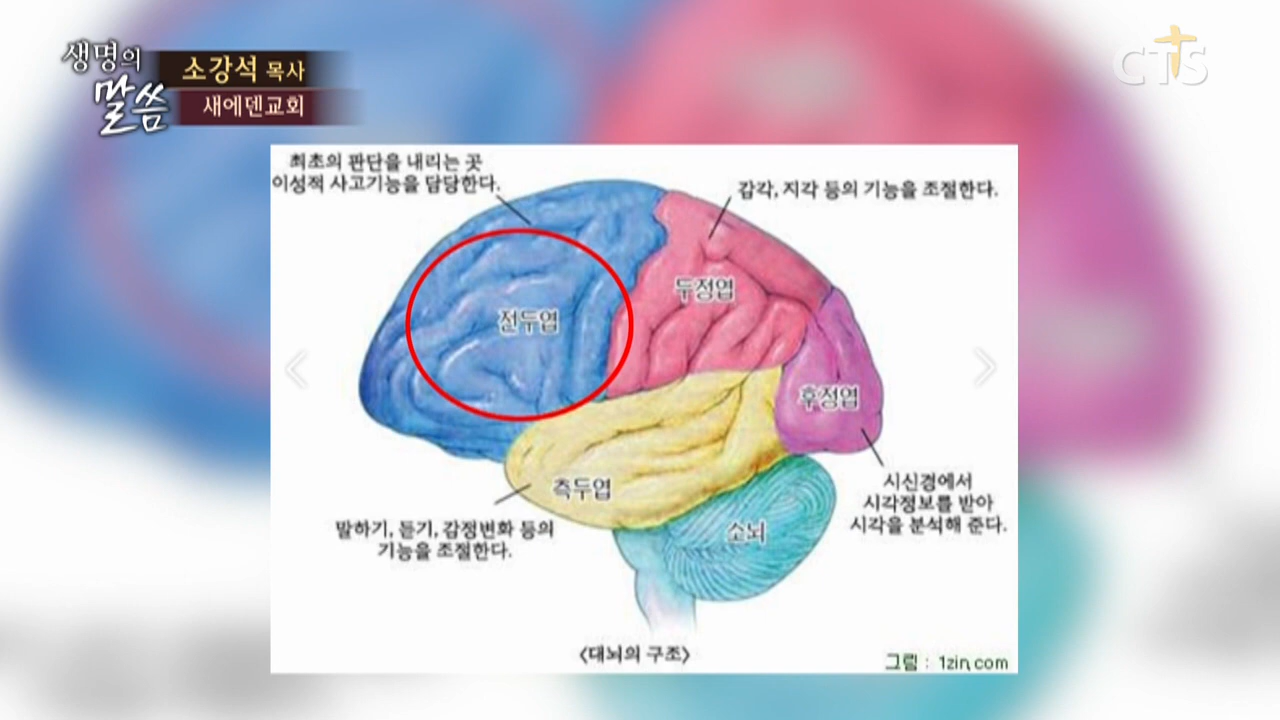 생명의
말씀
소강석 목사
새에덴교회
CTS
최초의 판단을 내리는 곳
이성적 사고기능을 담당한다.
감각, 지각 등의 기능을 조절한다.
두정엽
전두엽
후정엽
측두엽
시신경에서
시각정보를 받아
시각을 분석해 준다.
말하기, 듣기, 감정변화 등의
기능을 조절한다.
소뇌
<대뇌의 구조>
그림 : 1zin.com